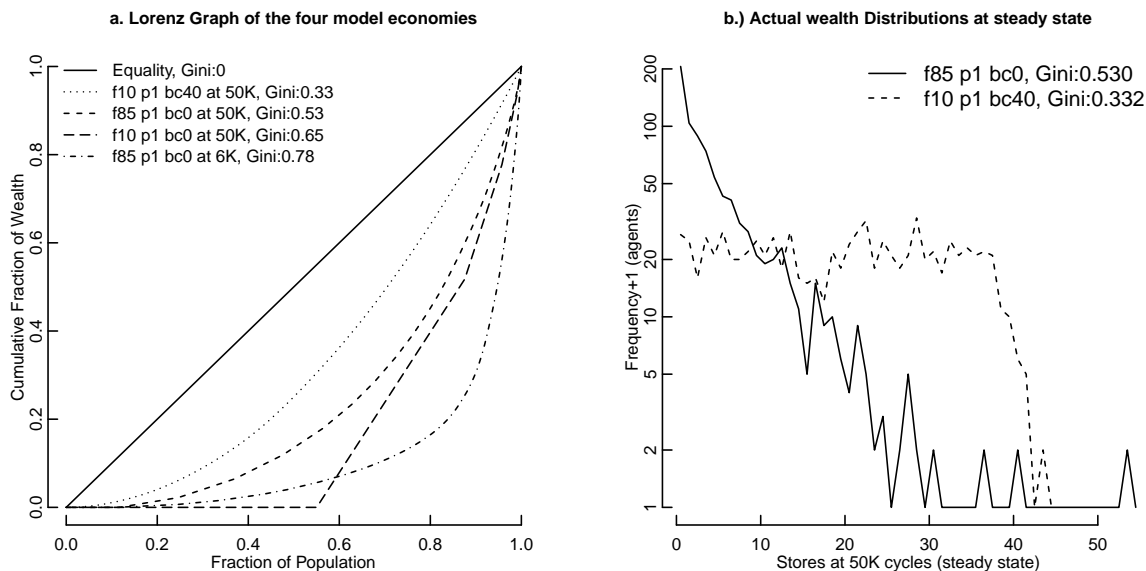 a. Lorenz Graph of the four model economies
Equality, Gini:0
f10 p1 bc40 at 50K, Gini:0.33
f85 p1 bc0 at 50K, Gini:0.53
f10 p1 bc0 at 50K, Gini:0.65
f85 p1 bc0 at 6K, Gini:0.78
Cumulative Fraction of Wealth
1.0
0.8
0.6
0.4
0.2
0.0
0.0 0.2 0.4 0.6 0.8 1.0
Fraction of Population
b.) Actual wealth Distributions at steady state
f85 p1 bc0, Gini:0.530
f10 p1 bc40, Gini:0.332
Frequency+1 (agents)
200
100
50
20
10
5
2
1
0 10 20 30 40 50
Stores at 50K cycles (steady state)